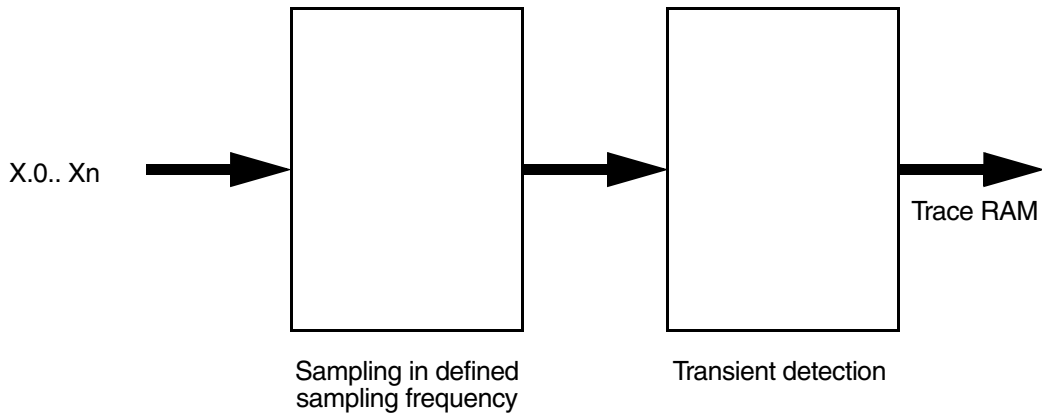 X.0.. Xn
Trace RAM
Sampling in defined
sampling frequency
Transient detection